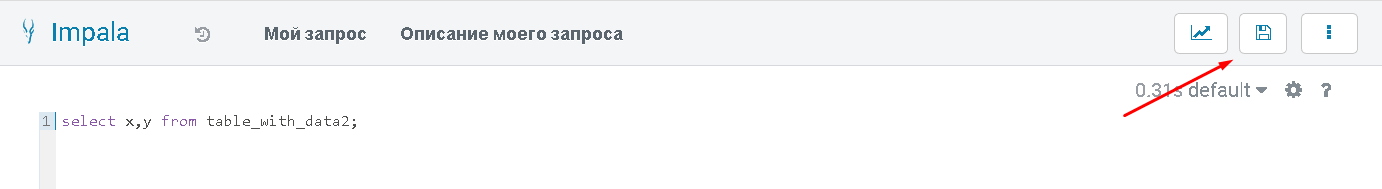 Impala Мой запрос Описание моего запроса
0.31s default ?
1 select x,y from table_with_data2;